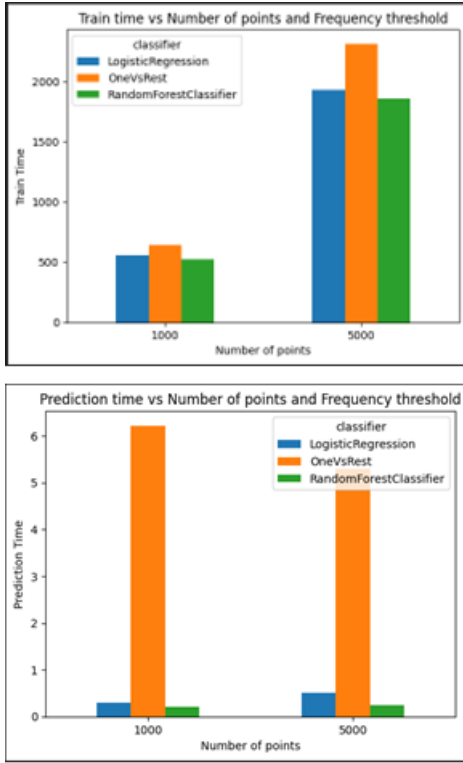 Train time vs Number of points and Frequency threshold
classifier
LogisticRegression
OneVsRest
RandomForestClassifier
2000
1500
1000
500
0
Train Time
1000 5000
Number of points
Prediction time vs Number of points and Frequency threshold
classifier
LogisticRegression
OneVsRest
RandomForestClassifier
6
5
4
3
2
1
0
Prediction Time
1000 5000
Number of points